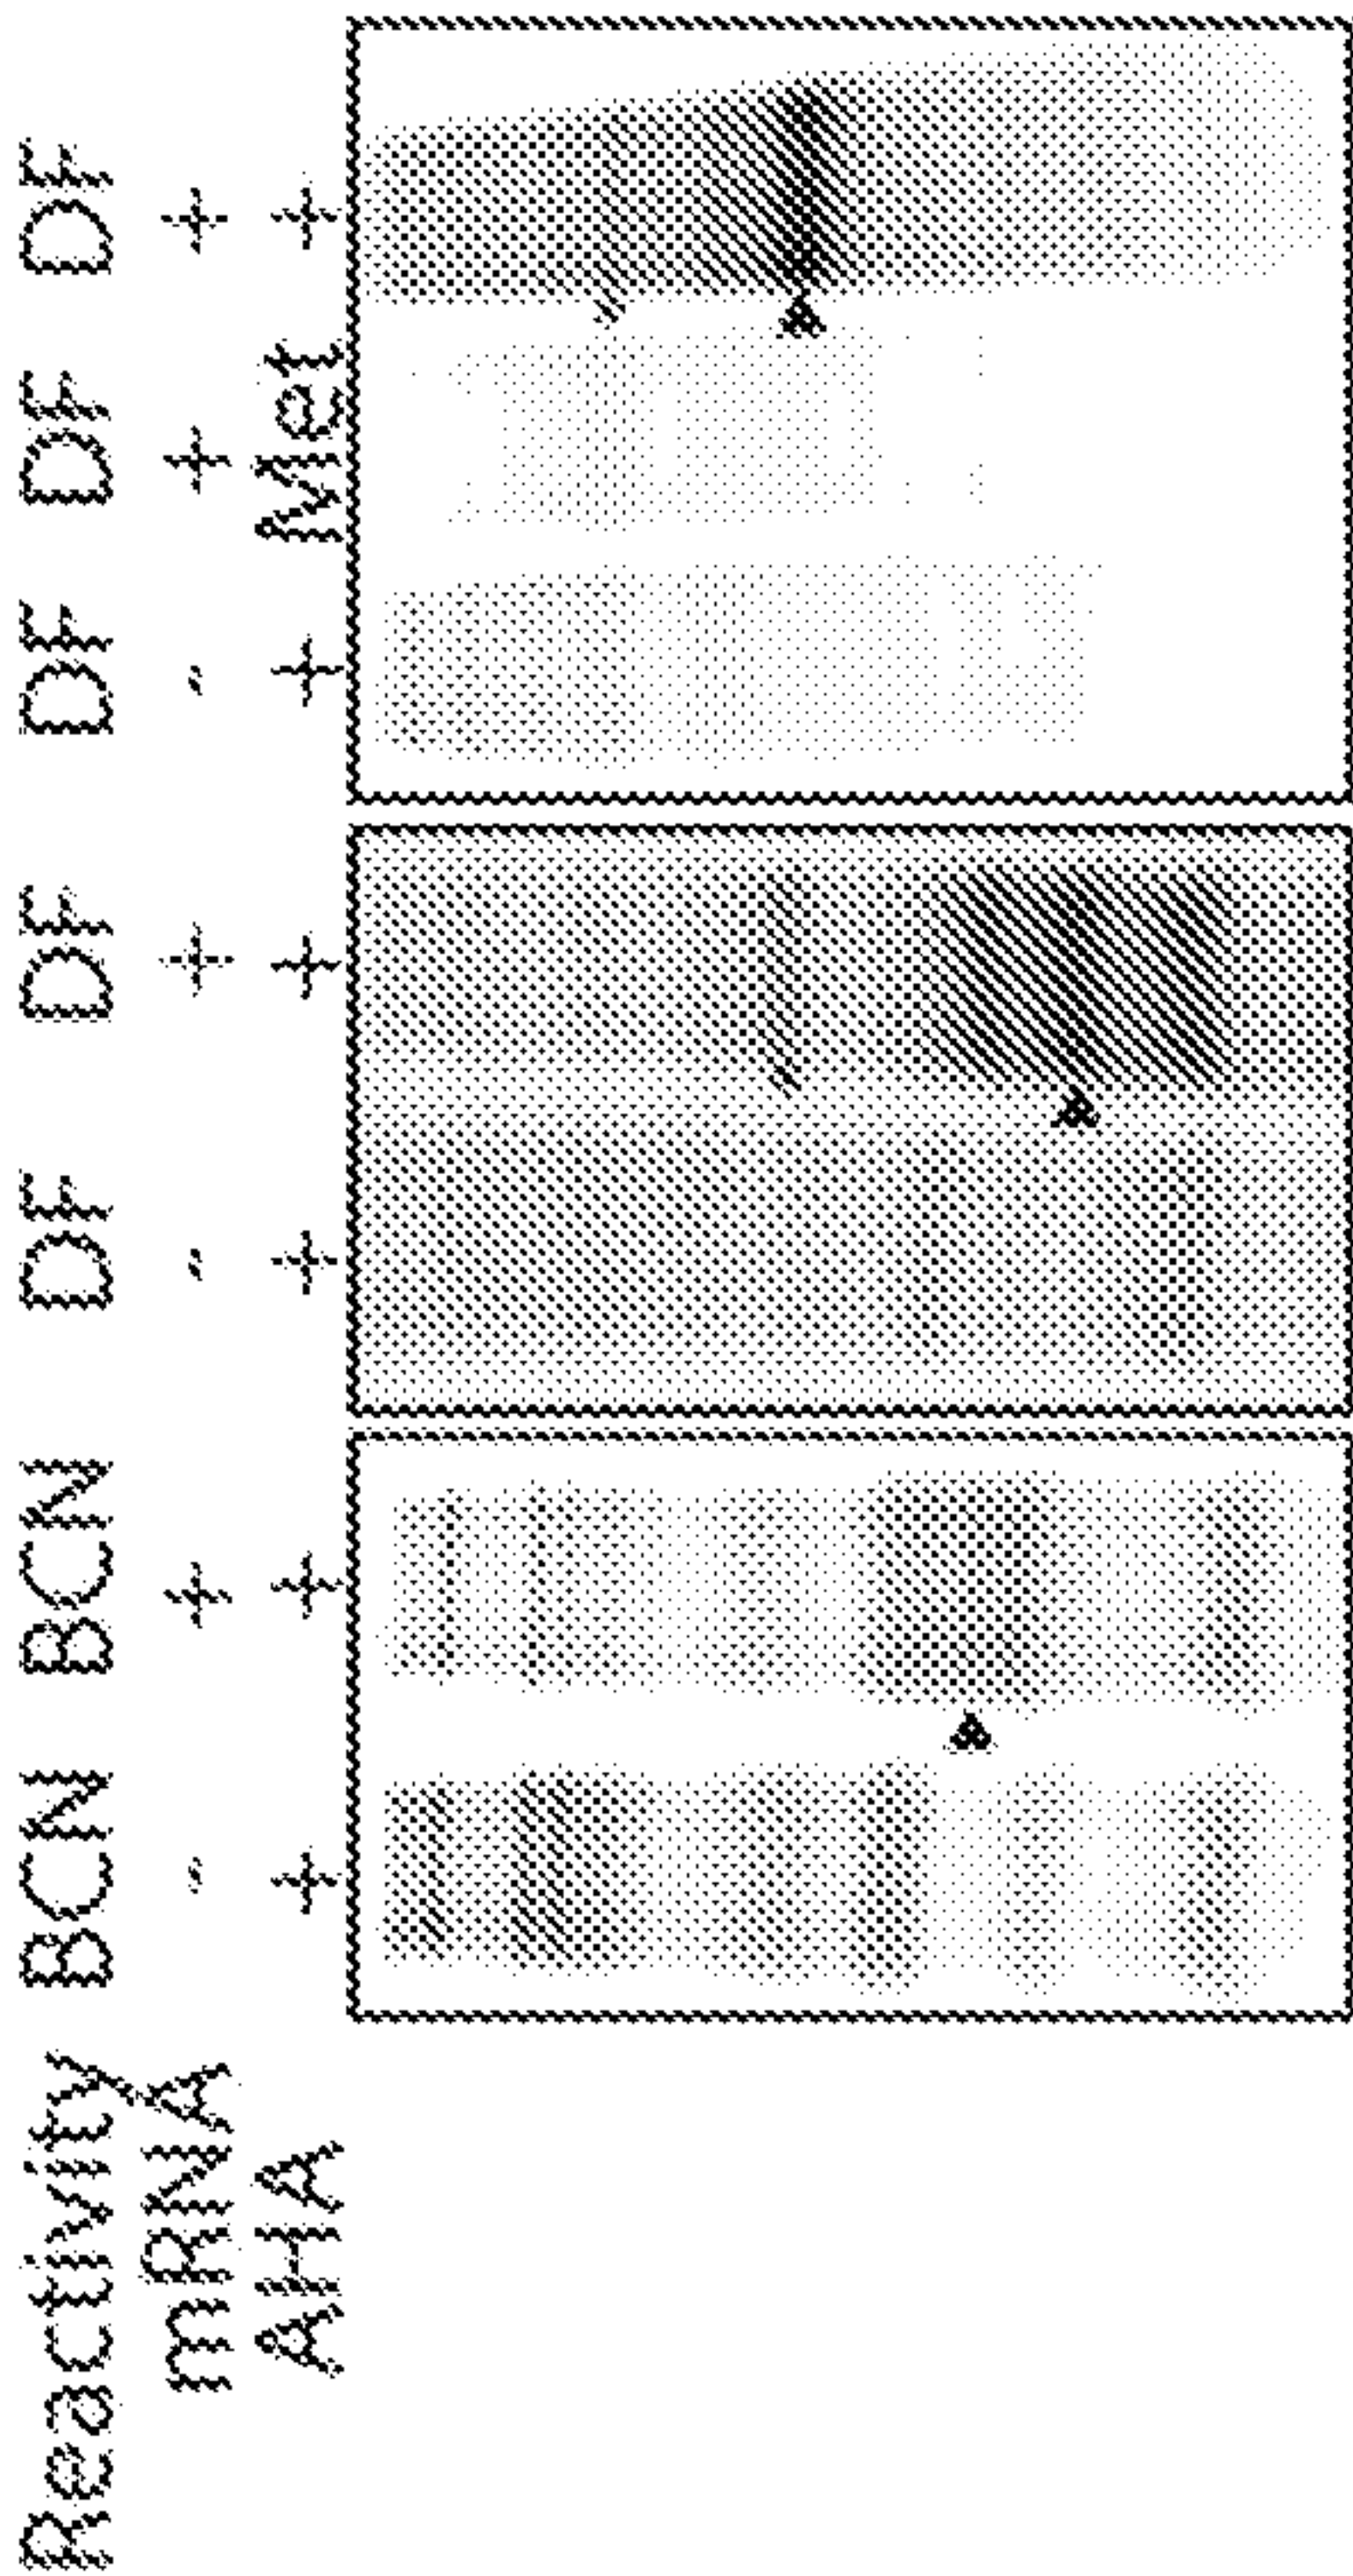 Reactivity BCN BCN DF DF DF DF DF
mRNA - + - + - + +
AHA + + + + + Met +